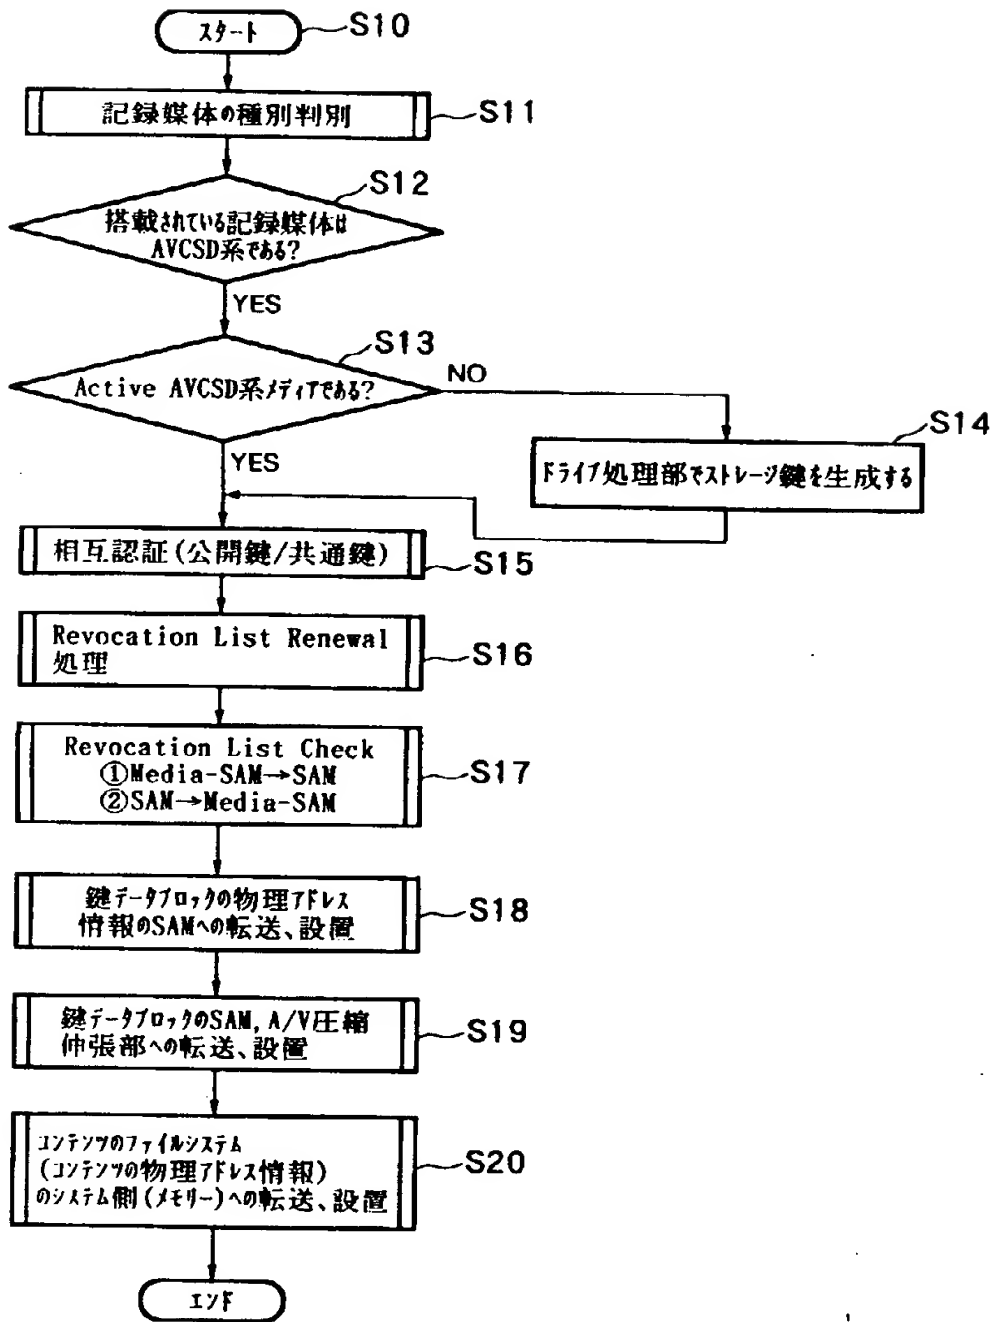 スタート
S10
記録媒体の種別判別
S11
S12
搭載されている記録媒体は
AVCSD系である?
YES
S13
Active AVCSD系メディアである?
NO
S14
ドライブ処理部でストレージ鍵を生成する
YES
相互認証(公開鍵/共通鍵)
S15
Revocation List Renewal
処理
S16
Revocation List Check
①Media-SAM→SAM
②SAM→Media-SAM
S17
鍵データブロックの物理アドレス
情報のSAMへの転送、設置
S18
鍵データブロックのSAM, A/V圧縮
伸張部への転送、設置
S19
コンテンツのファイルシステム
(コンテンツの物理アドレス情報)
のシステム側(メモリー)への転送、設置
S20
エンド